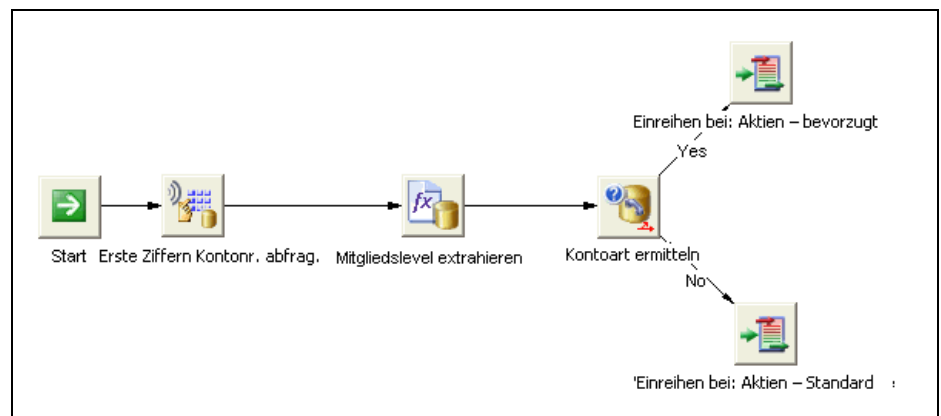 Einreihen bei: Aktien – bevorzugt
Yes
Start
Erste Ziffern Kontonr. abfrag.
Mitgliedslevel extrahieren
Kontoart ermitteln
No
'Einreihen bei: Aktien – Standard